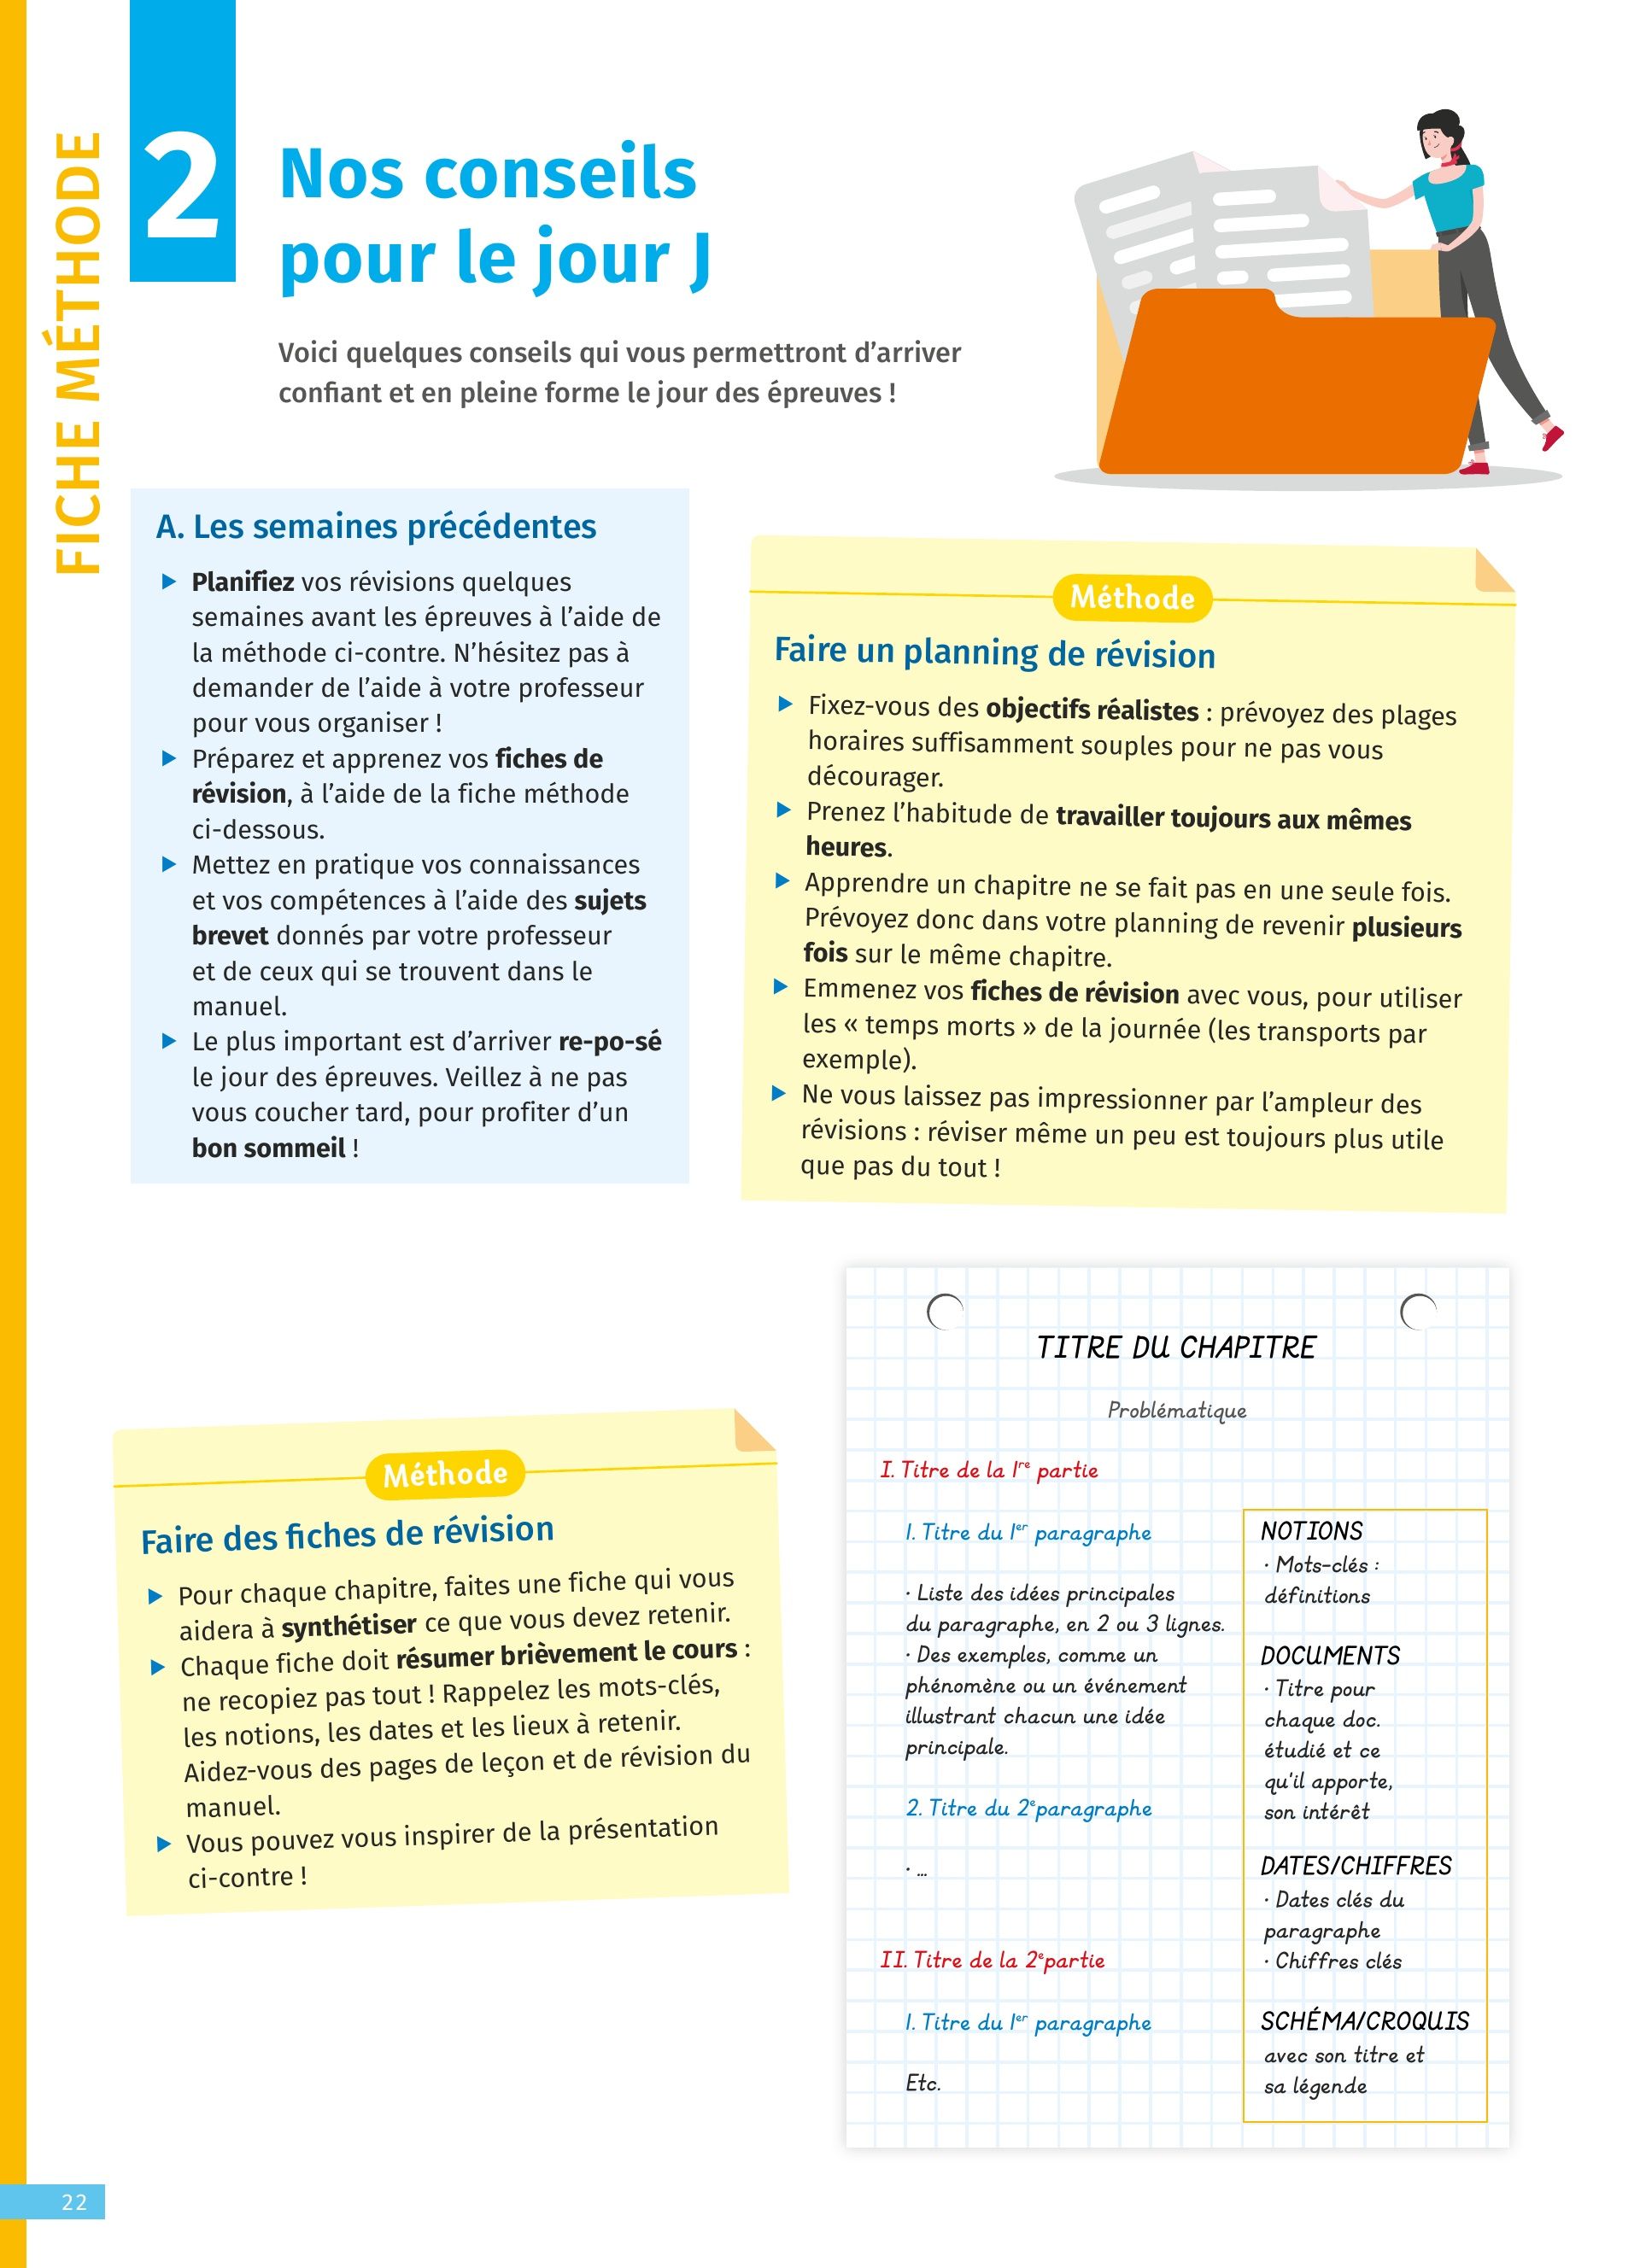 FICHE MÉTHODE
2
Nos conseils
pour le jour J
Voici quelques conseils qui vous permettront d’arriver
confiant et en pleine forme le jour des épreuves !
A. Les semaines précédentes
► Planifiez vos révisions quelques
semaines avant les épreuves à l’aide de
la méthode ci-contre. N’hésitez pas à
demander de l’aide à votre professeur
pour vous organiser !
► Préparez et apprenez vos fiches de
révision, à l’aide de la fiche méthode
ci-dessous.
► Mettez en pratique vos connaissances
et vos compétences à l’aide des sujets
brevet donnés par votre professeur
et de ceux qui se trouvent dans le
manuel.
► Le plus important est d’arriver re-po-sé
le jour des épreuves. Veillez à ne pas
vous coucher tard, pour profiter d’un
bon sommeil !
Méthode
Faire un planning de révision
► Fixez-vous des objectifs réalistes : prévoyez des plages
horaires suffisamment souples pour ne pas vous
décourager.
► Prenez l’habitude de travailler toujours aux mêmes
heures.
► Apprendre un chapitre ne se fait pas en une seule fois.
Prévoyez donc dans votre planning de revenir plusieurs
fois sur le même chapitre.
► Emmenez vos fiches de révision avec vous, pour utiliser
les « temps morts » de la journée (les transports par
exemple).
► Ne vous laissez pas impressionner par l’ampleur des
révisions : réviser même un peu est toujours plus utile
que pas du tout !
Méthode
Faire des fiches de révision
► Pour chaque chapitre, faites une fiche qui vous
aidera à synthétiser ce que vous devez retenir.
► Chaque fiche doit résumer brièvement le cours :
ne recopiez pas tout ! Rappelez les mots-clés,
les notions, les dates et les lieux à retenir.
Aidez-vous des pages de leçon et de révision du
manuel.
► Vous pouvez vous inspirer de la présentation
ci-contre !
TITRE DU CHAPITRE
Problématique
I. Titre de la 1re partie
1. Titre du 1er paragraphe
· Liste des idées principales
du paragraphe, en 2 ou 3 lignes.
· Des exemples, comme un
phénomène ou un événement
illustrant chacun une idée
principale.
2. Titre du 2e paragraphe
· ...
II. Titre de la 2e partie
1. Titre du 1er paragraphe
Etc.
NOTIONS
· Mots-clés :
définitions
DOCUMENTS
· Titre pour
chaque doc.
étudié et ce
qu'il apporte,
son intérêt
DATES/CHIFFRES
· Dates clés du
paragraphe
· Chiffres clés
SCHÉMA/CROQUIS
avec son titre et
sa légende
22